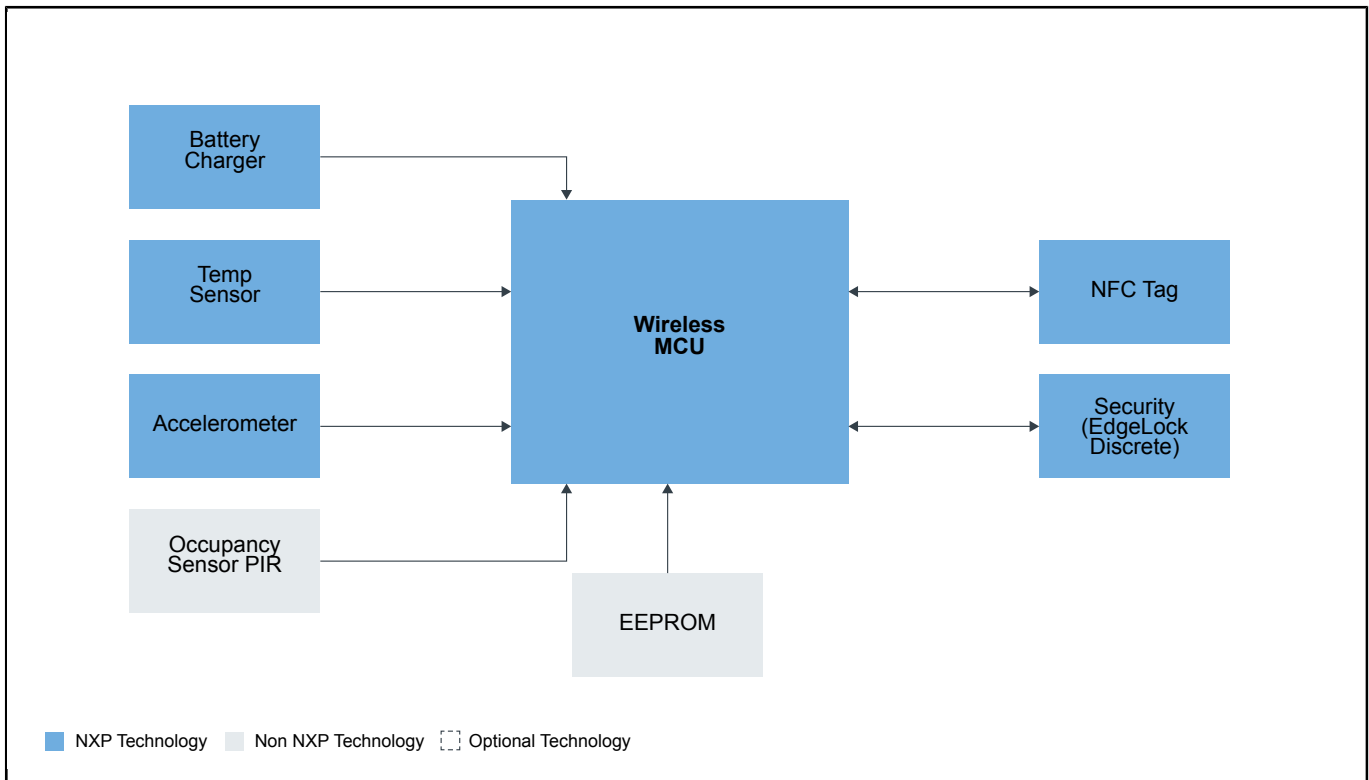 Battery
Charger
Temp
Sensor
Wireless
MCU
NFC Tag
Accelerometer
Security
(EdgeLock
Discrete)
Occupancy
Sensor PIR
EEPROM
NXP Technology
Non NXP Technology
Optional Technology